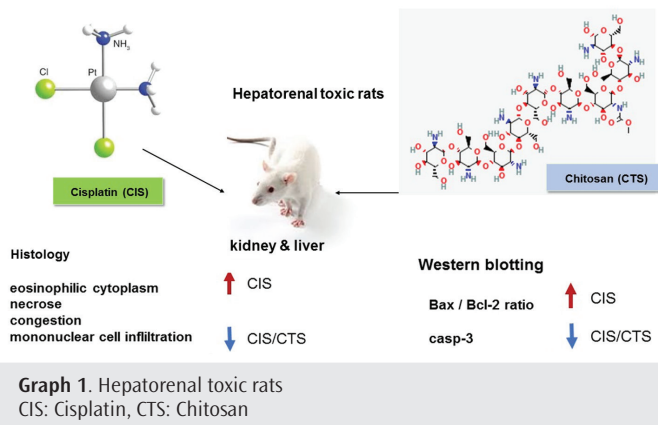 NH₃
Cl
Pt
Hepatorenal toxic rats
Cisplatin (CIS)
Chitosan (CTS)
kidney & liver
Histology
eosinophilic cytoplasm
necrose
congestion
mononuclear cell infliltration
CIS
CIS/CTS
Western blotting
Bax / Bcl-2 ratio
casp-3
CIS
CIS/CTS
Graph 1. Hepatorenal toxic rats
CIS: Cisplatin, CTS: Chitosan